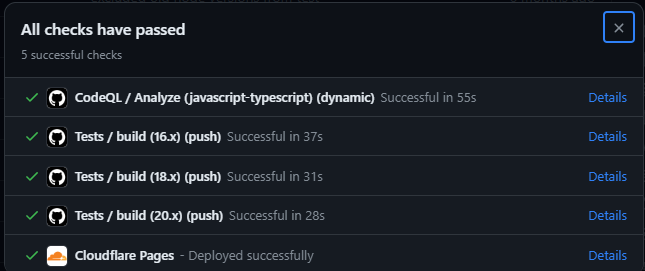 All checks have passed
5 successful checks
CodeQL / Analyze (javascript-typescript) (dynamic) Successful in 55s Details
Tests / build (16.x) (push) Successful in 37s Details
Tests / build (18.x) (push) Successful in 31s Details
Tests / build (20.x) (push) Successful in 28s Details
Cloudflare Pages - Deployed successfully Details